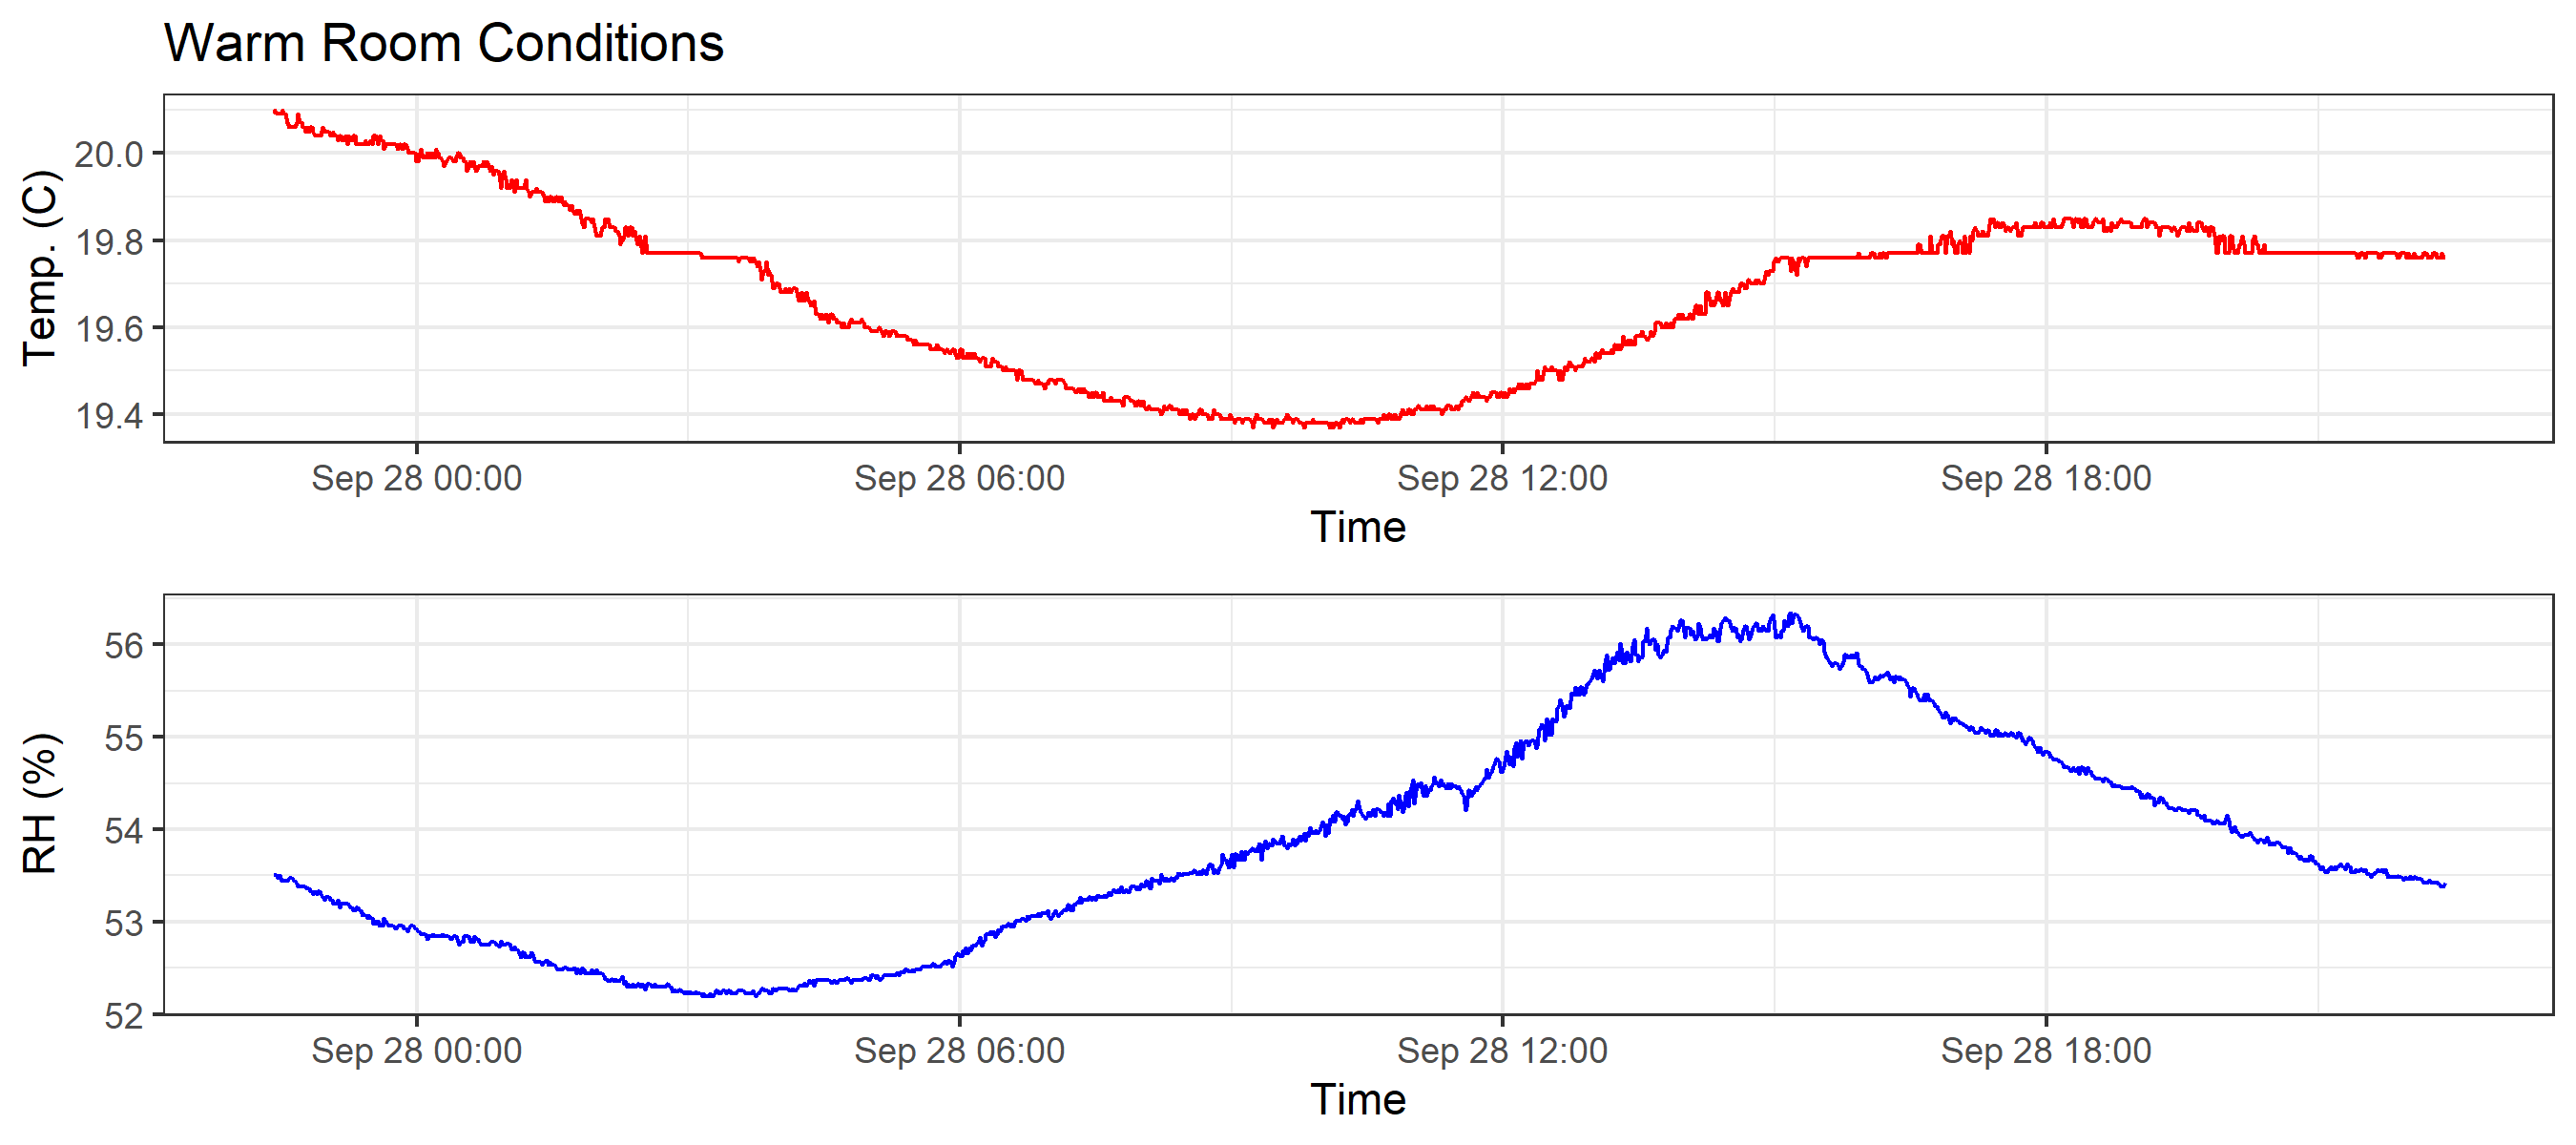 Warm Room Conditions
Temp. (C)
20.0
19.8
19.6
19.4
Sep 28 00:00 Sep 28 06:00 Sep 28 12:00 Sep 28 18:00
Time
RH (%)
56
55
54
53
52
Sep 28 00:00 Sep 28 06:00 Sep 28 12:00 Sep 28 18:00
Time